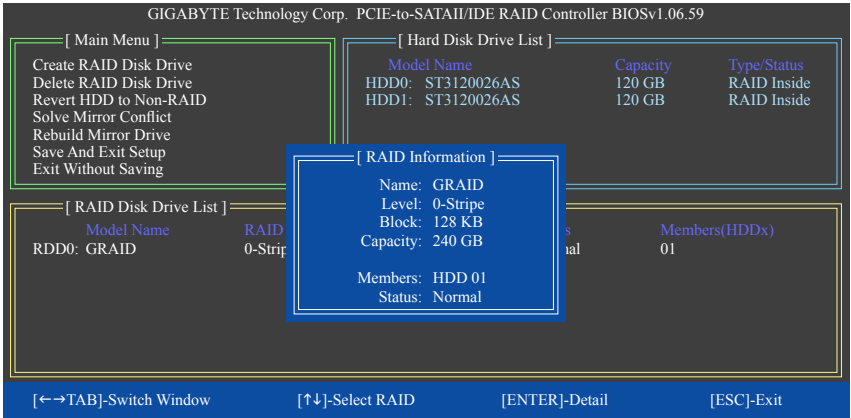 GIGABYTE Technology Corp. PCIE-to-SATAII/IDE RAID Controller BIOSv1.06.59
[ Main Menu ]
Create RAID Disk Drive
Delete RAID Disk Drive
Revert HDD to Non-RAID
Solve Mirror Conflict
Rebuild Mirror Drive
Save And Exit Setup
Exit Without Saving
[ Hard Disk Drive List ]
Model Name Capacity Type/Status
HDD0: ST3120026AS 120 GB RAID Inside
HDD1: ST3120026AS 120 GB RAID Inside
[ RAID Information ]
Name: GRAID
Level: 0-Stripe
Block: 128 KB
Capacity: 240 GB
Members: HDD 01
Status: Normal
[ RAID Disk Drive List ]
Model Name RAID s Members(HDDx)
RDD0: GRAID 0-Strip al 01
[←→TAB]-Switch Window [↑↓]-Select RAID [ENTER]-Detail [ESC]-Exit